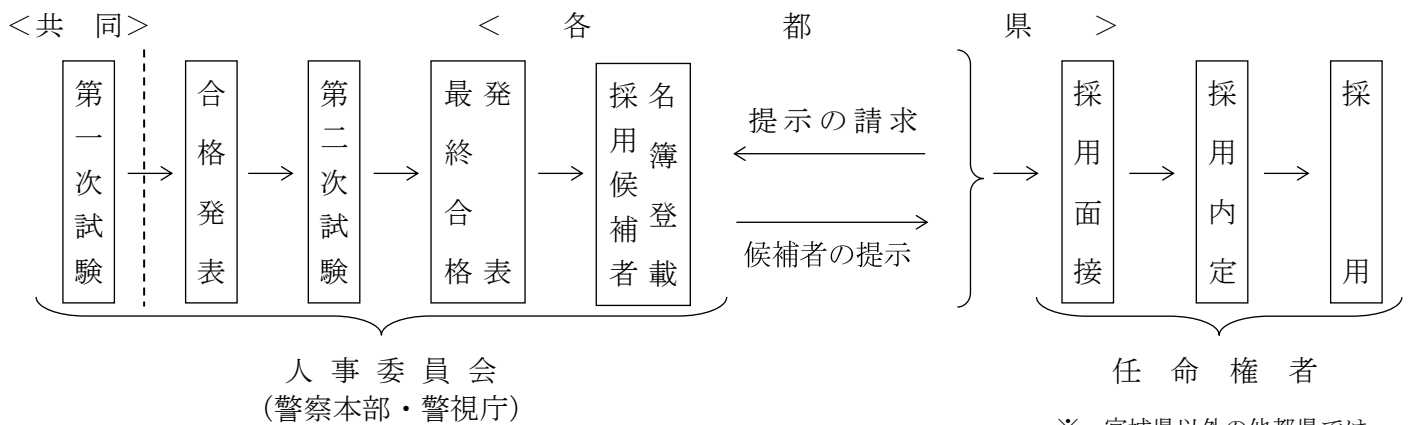 <共 同>
<各 都 県>
第一次試験
合格発表
第二次試験
最終合格
発表
採用候補者
名簿登載
提示の請求
候補者の提示
採用面接
採用内定
採用
人事委員会
(警察本部・警視庁)
任命権者